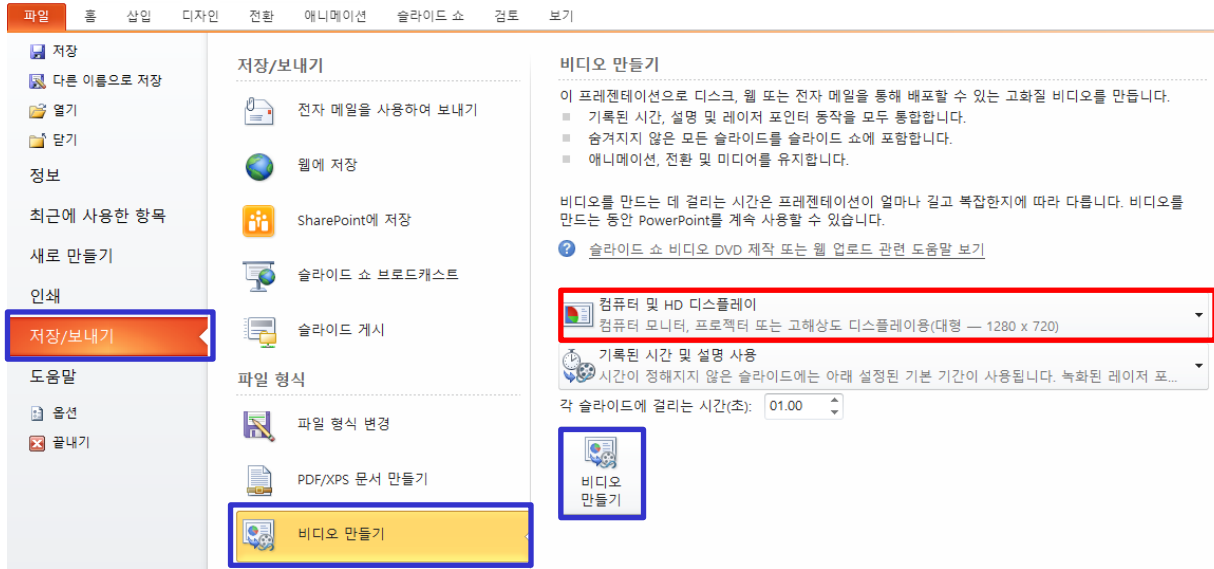 파일 홈 삽입 디자인 전환 애니메이션 슬라이드 쇼 검토 보기
저장
다른 이름으로 저장
열기
닫기
정보
최근에 사용한 항목
새로 만들기
인쇄
저장/보내기
도움말
옵션
끝내기
저장/보내기
전자 메일을 사용하여 보내기
웹에 저장
SharePoint에 저장
슬라이드 쇼 브로드캐스트
슬라이드 게시
파일 형식
파일 형식 변경
PDF/XPS 문서 만들기
비디오 만들기
비디오 만들기
이 프레젠테이션으로 디스크, 웹 또는 전자 메일을 통해 배포할 수 있는 고화질 비디오를 만듭니다.
기록된 시간, 설명 및 레이저 포인터 동작을 모두 통합합니다.
숨겨지지 않은 모든 슬라이드를 슬라이드 쇼에 포함합니다.
애니메이션, 전환 및 미디어를 유지합니다.
비디오를 만드는 데 걸리는 시간은 프레젠테이션이 얼마나 길고 복잡한지에 따라 다릅니다. 비디오를
만드는 동안 PowerPoint를 계속 사용할 수 있습니다.
슬라이드 쇼 비디오 DVD 제작 또는 웹 업로드 관련 도움말 보기
컴퓨터 및 HD 디스플레이
컴퓨터 모니터, 프로젝터 또는 고해상도 디스플레이용(대형 — 1280 x 720)
기록된 시간 및 설명 사용
시간이 정해지지 않은 슬라이드에는 아래 설정된 기본 기간이 사용됩니다. 녹화된 레이저 포...
각 슬라이드에 걸리는 시간(초): 01.00
비디오
만들기